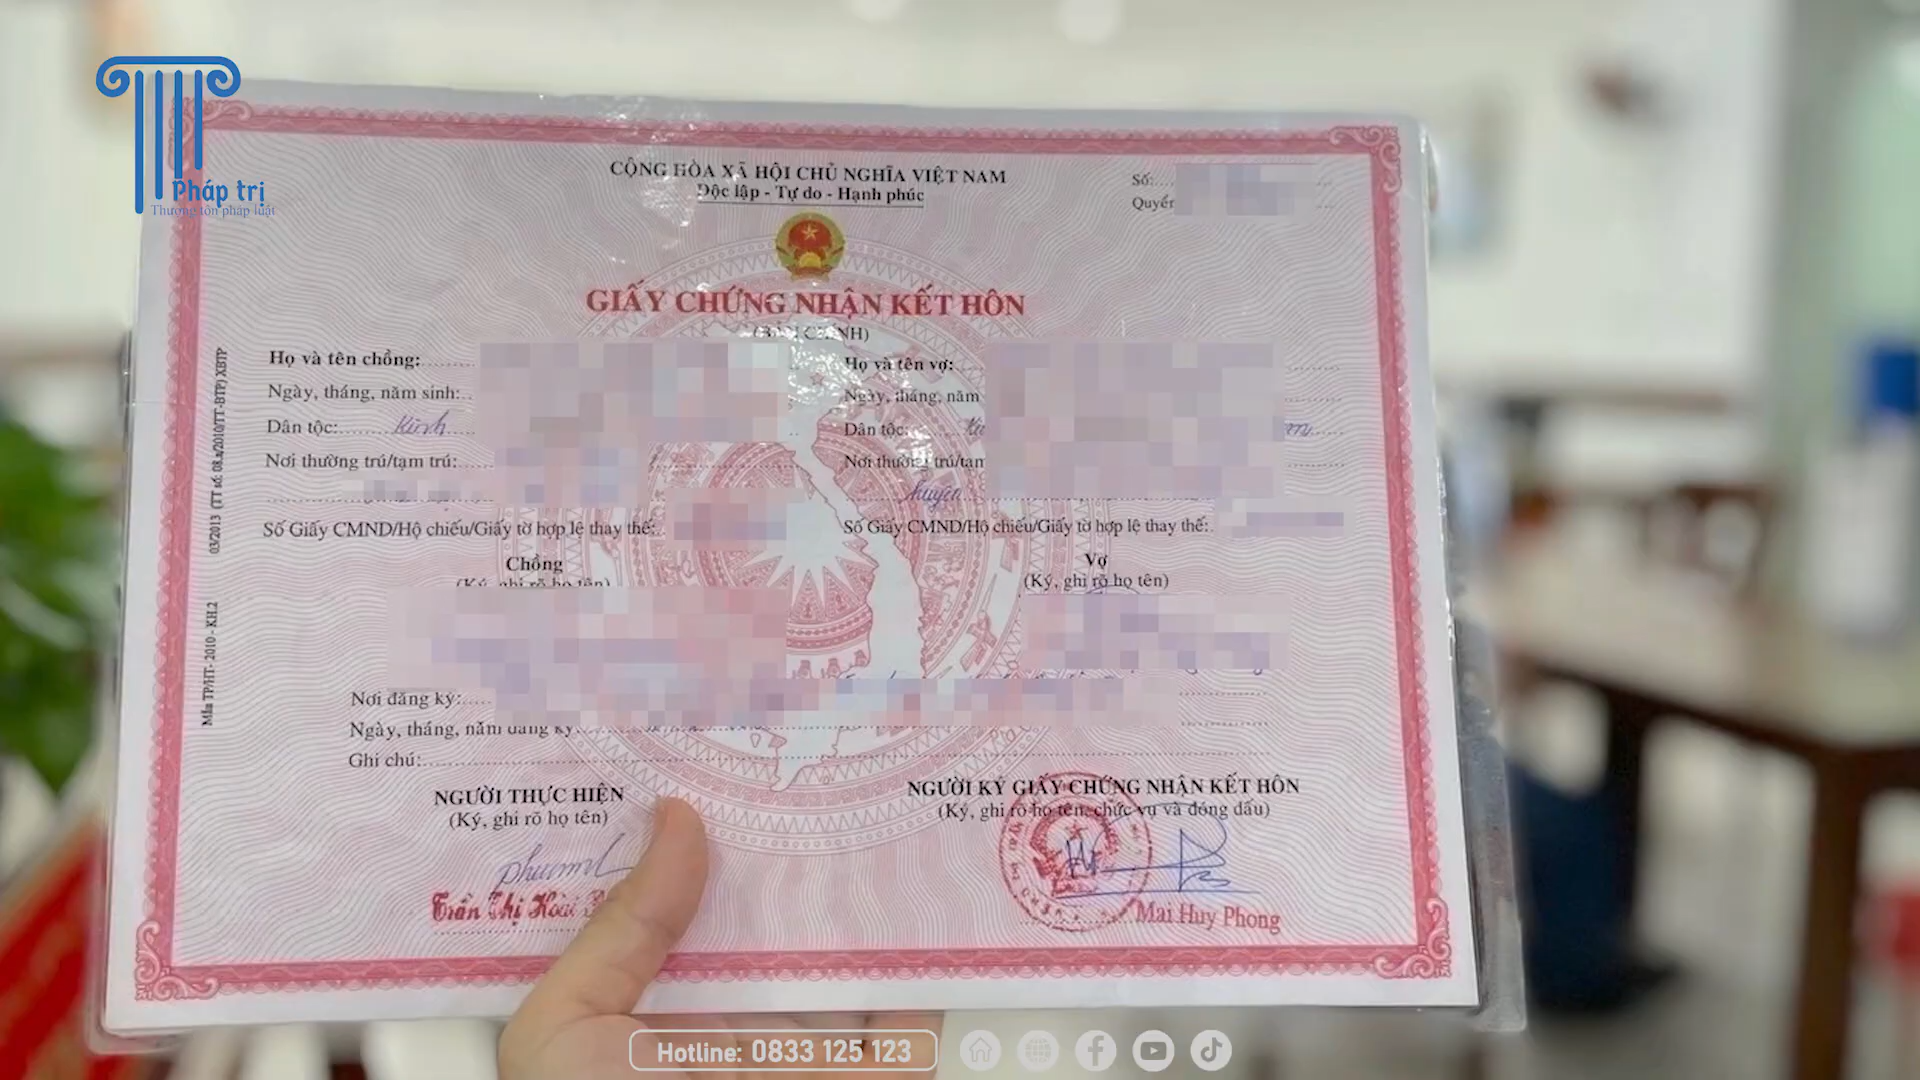 Pháp trị
Thượng tôn pháp luật
CỘNG HÒA XÃ HỘI CHỦ NGHĨA VIỆT NAM
Độc lập - Tự do - Hạnh phúc
Số:
Quyển
GIẤY CHỨNG NHẬN KẾT HÔN
(BẢN CHÍNH)
Họ và tên chồng:
Họ và tên vợ:
Ngày, tháng, năm sinh:
Ngày, tháng, năm
Dân tộc: Kinh
Dân tộc:
Nơi thường trú/tạm trú:
Nơi thường trú/tạm
huyện
Số Giấy CMND/Hộ chiếu/Giấy tờ hợp lệ thay thế:
Số Giấy CMND/Hộ chiếu/Giấy tờ hợp lệ thay thế:
Chồng
Vợ
(Ký, ghi rõ họ tên)
(Ký, ghi rõ họ tên)
Nơi đăng ký:
Ngày, tháng, năm đăng ký:
Ghi chú:
NGƯỜI THỰC HIỆN
(Ký, ghi rõ họ tên)
Trần Thị Hoài
NGƯỜI KÝ GIẤY CHỨNG NHẬN KẾT HÔN
(Ký, ghi rõ họ tên, chức vụ và đóng dấu)
Mai Huy Phong
Mẫu TP/HT- 2010 - KH.2 03/2013 (TT số: 08.a/2010/TT-BTP) XBTP
Hotline: 0833 125 123